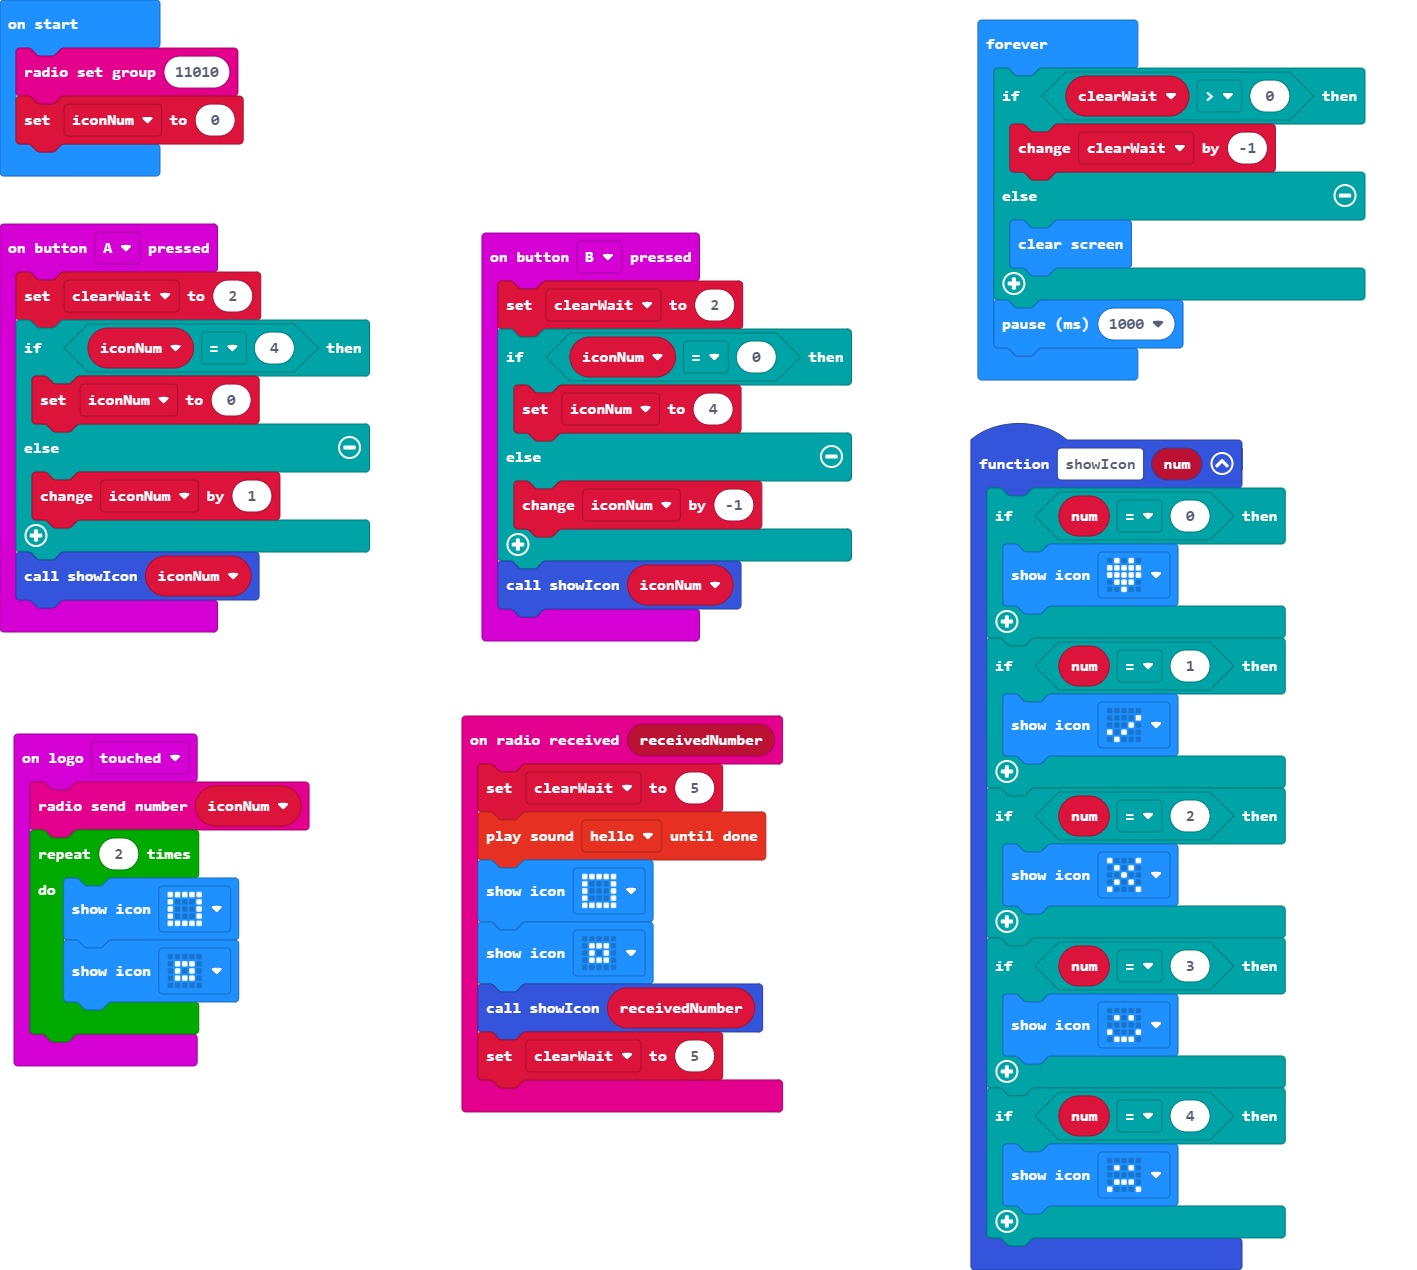 on start
radio set group 11010
set iconNum to 0
on button A pressed
set clearWait to 2
if iconNum = 4 then
set iconNum to 0
else
change iconNum by 1
call showIcon iconNum
on button B pressed
set clearWait to 2
if iconNum = 0 then
set iconNum to 4
else
change iconNum by -1
call showIcon iconNum
on logo touched
radio send number iconNum
repeat 2 times
do
show icon
show icon
on radio received receivedNumber
set clearWait to 5
play sound hello until done
show icon
show icon
call showIcon receivedNumber
set clearWait to 5
forever
if clearWait > 0 then
change clearWait by -1
else
clear screen
pause (ms) 1000
function showIcon num
if num = 0 then
show icon
if num = 1 then
show icon
if num = 2 then
show icon
if num = 3 then
show icon
if num = 4 then
show icon